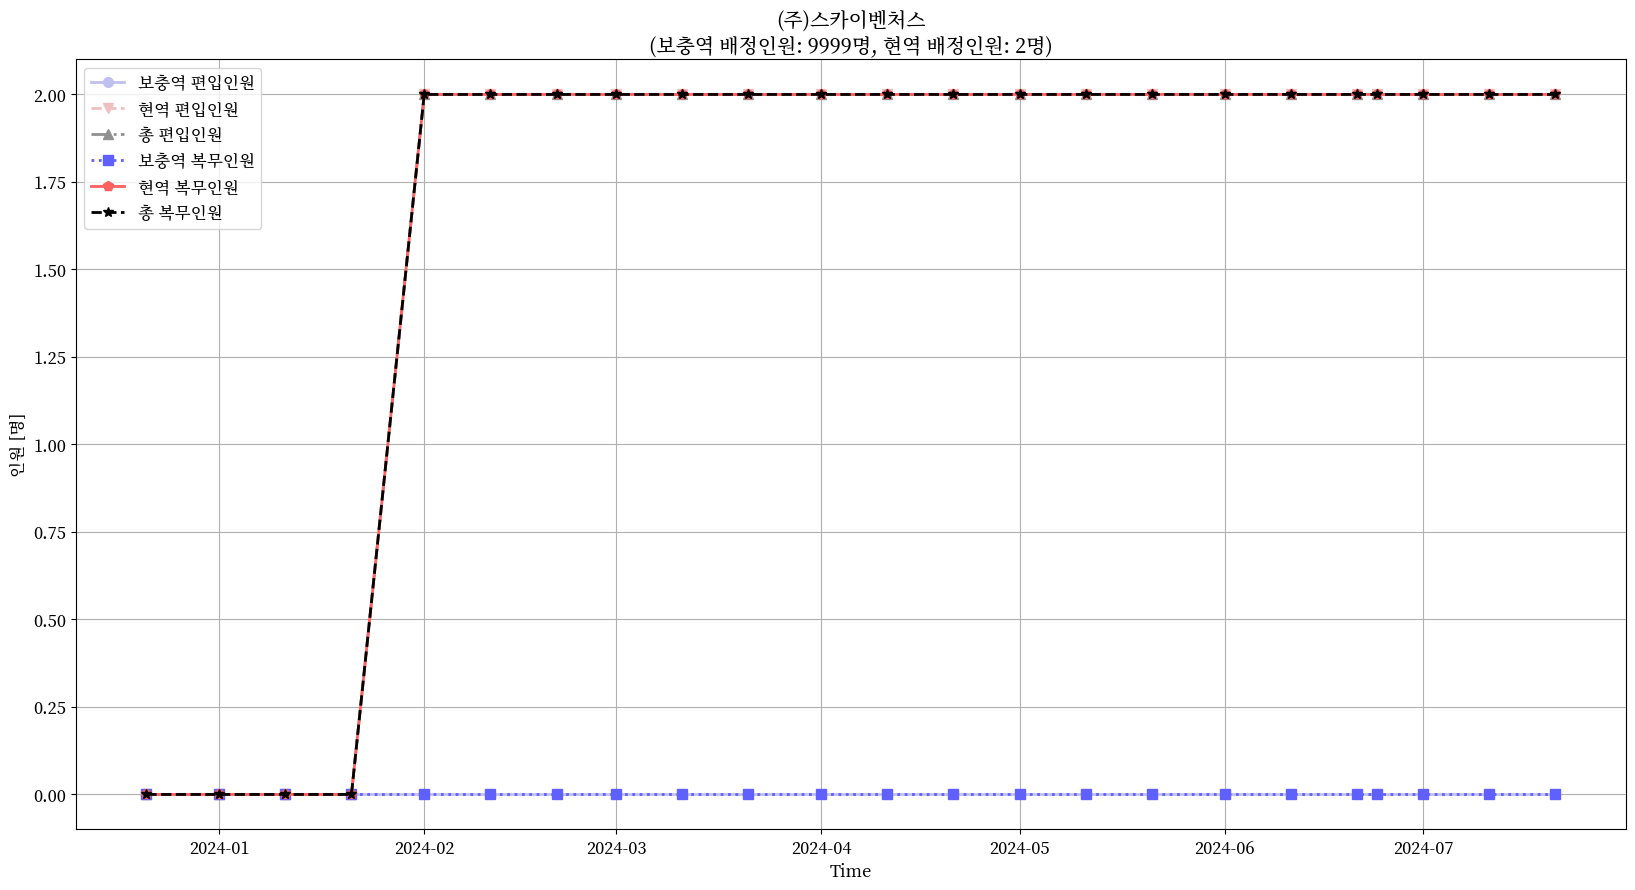 (주)스카이벤처스
(보충역 배정인원: 9999명, 현역 배정인원: 2명)
보충역 편입인원
현역 편입인원
총 편입인원
보충역 복무인원
현역 복무인원
총 복무인원
인원 [명]
2.00
1.75
1.50
1.25
1.00
0.75
0.50
0.25
0.00
2024-01 2024-02 2024-03 2024-04 2024-05 2024-06 2024-07
Time